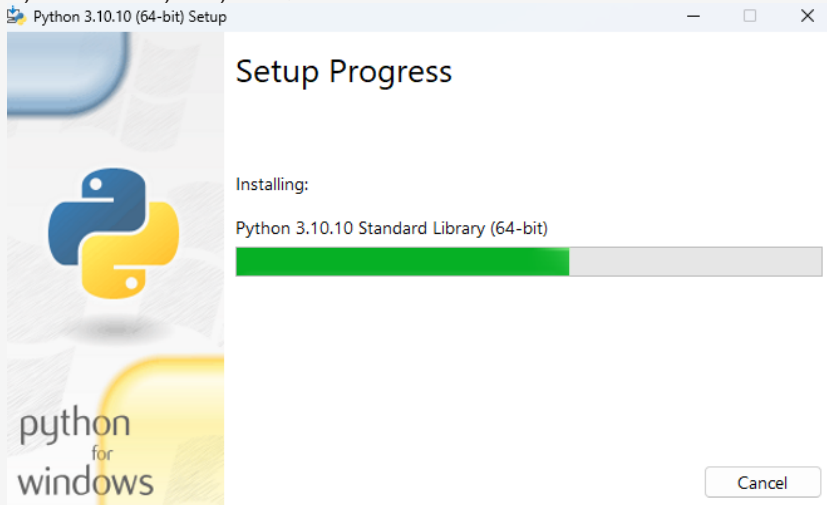 Python 3.10.10 (64-bit) Setup
Setup Progress
Installing:
Python 3.10.10 Standard Library (64-bit)
python
for
windows
Cancel